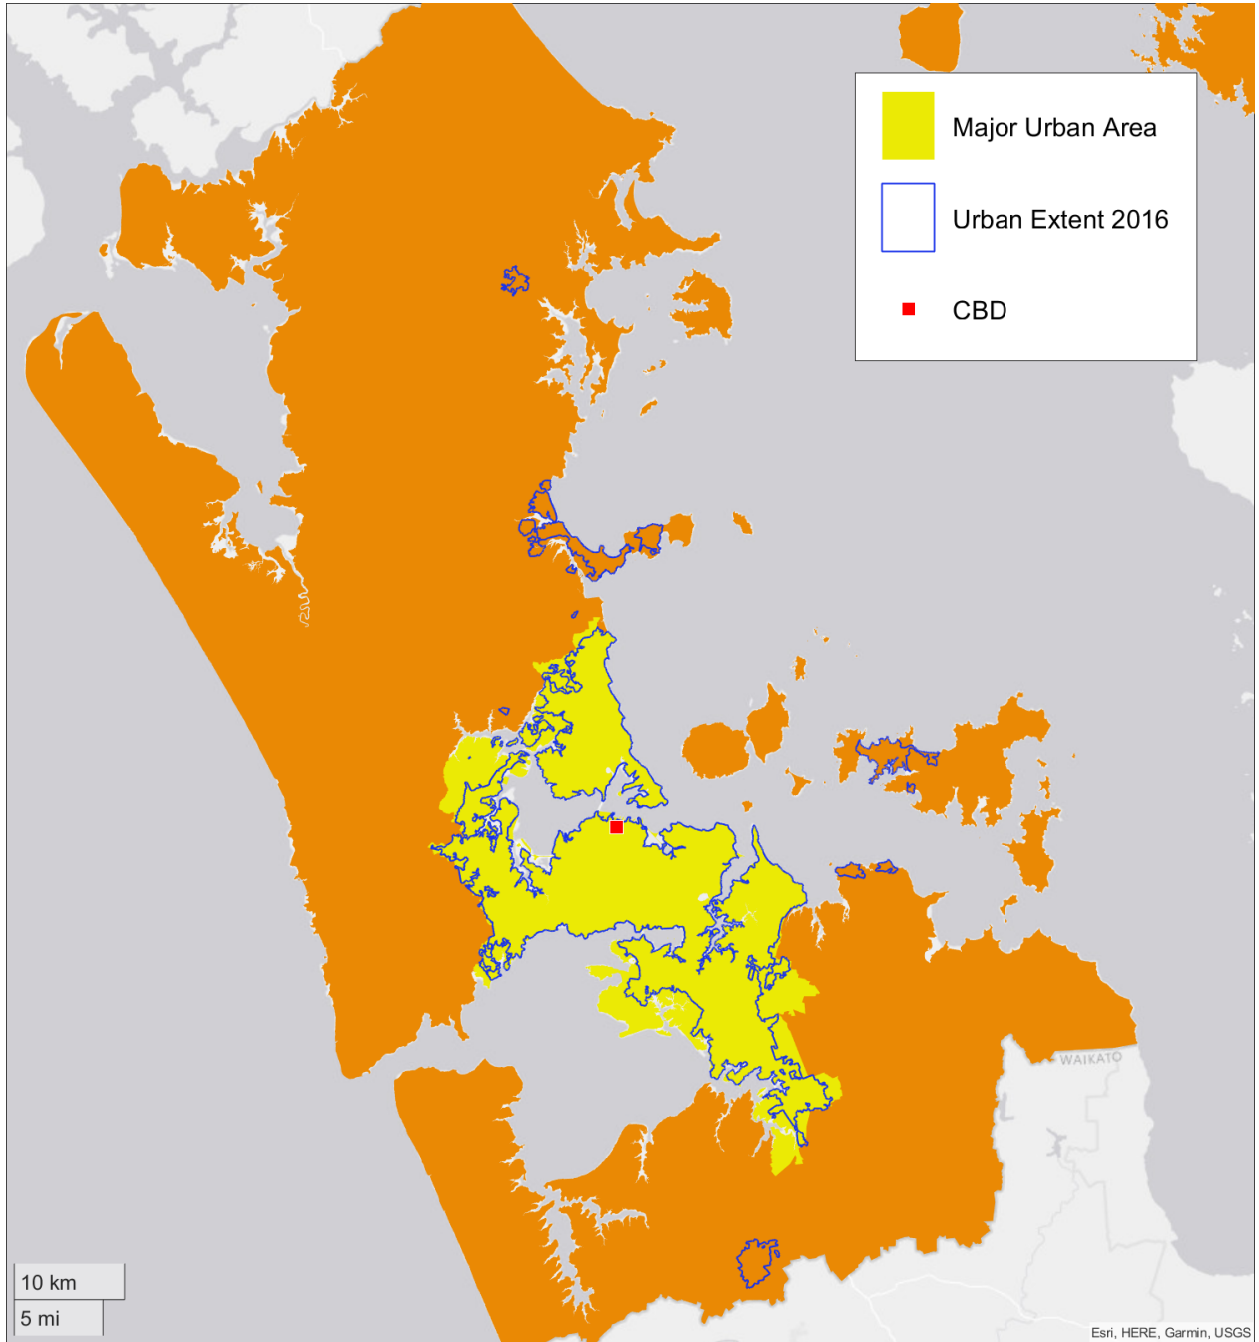 Major Urban Area
Urban Extent 2016
CBD
WAIKATO
L
10 km
5 mi
Esri, HERE, Garmin, USGS